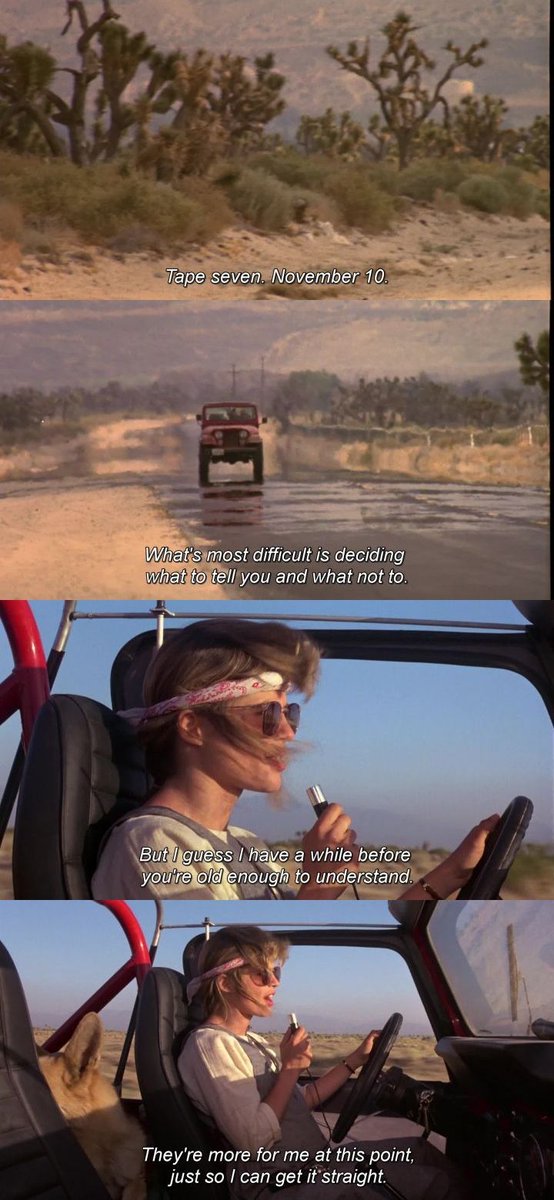 Tape seven. November 10.
What's most difficult is deciding
what to tell you and what not to.
But I guess I have a while before
you're old enough to understand.
They're more for me at this point,
just so I can get it straight.